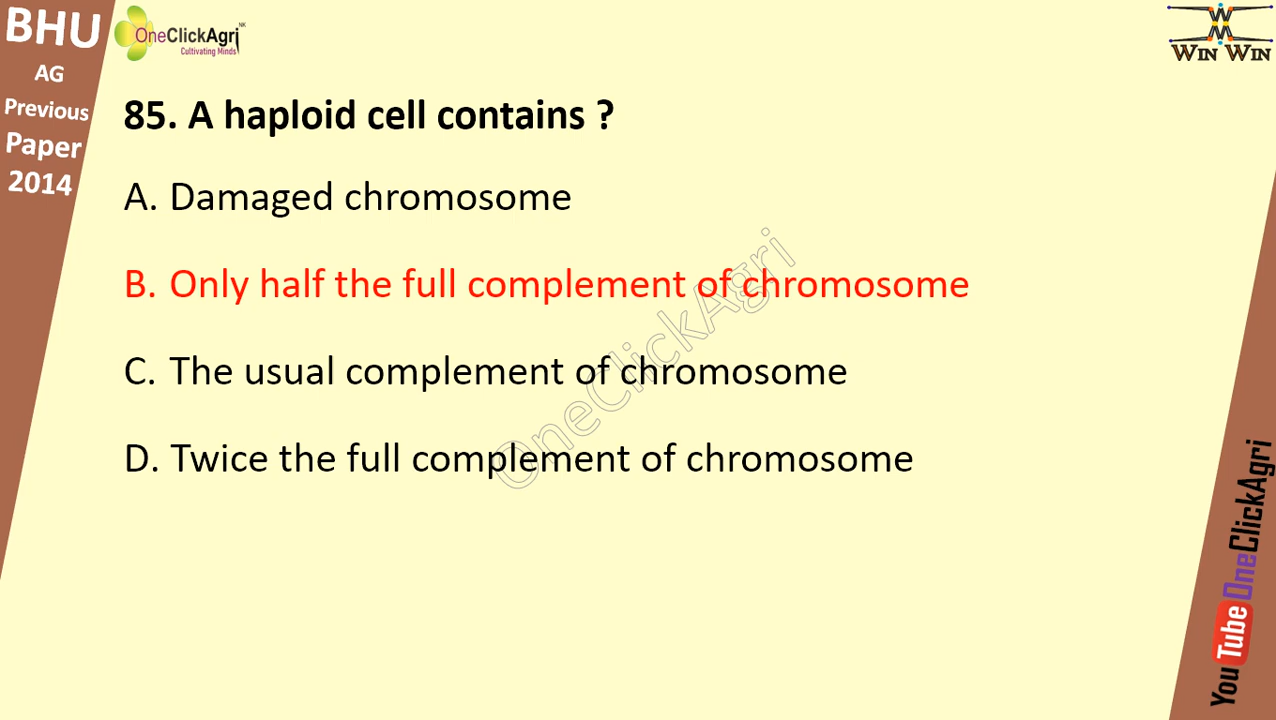 BHU
AG
Previous
Paper
2014
OneClickAgri NK
Cultivating Minds
WIN WIN
85. A haploid cell contains ?
A. Damaged chromosome
B. Only half the full complement of chromosome
C. The usual complement of chromosome
D. Twice the full complement of chromosome
OneClickAgri
YouTube OneClickAgri